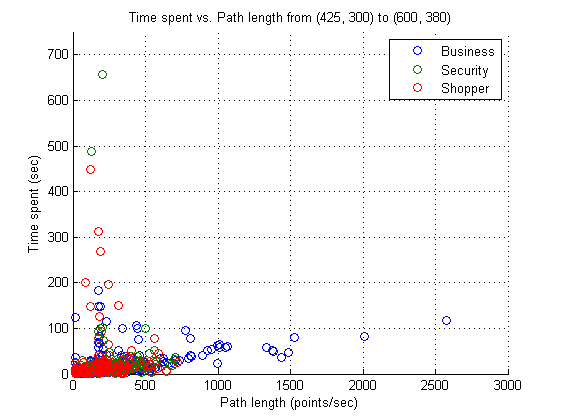 Time spent vs. Path length from (425, 300) to (600, 380)
Business
Security
Shopper
700
600
500
400
300
200
100
0
Time spent (sec)
0 500 1000 1500 2000 2500 3000
Path length (points/sec)